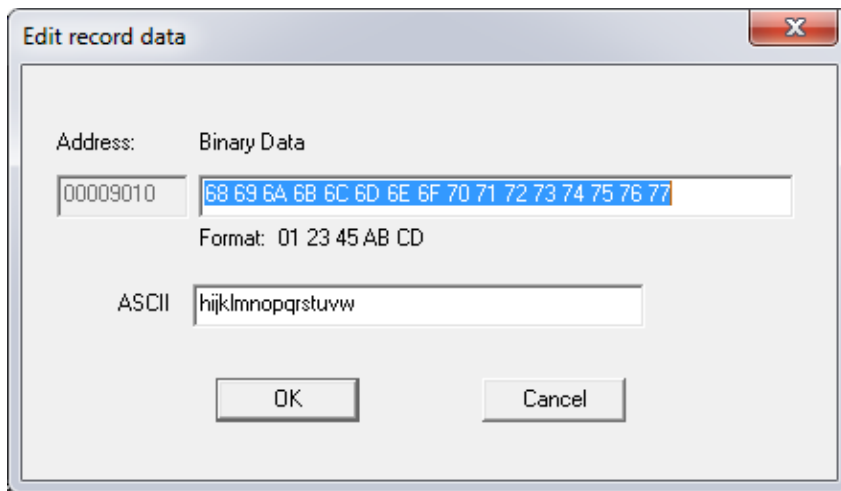 Edit record data
Address: Binary Data
00009010 68 69 6A 6B 6C 6D 6E 6F 70 71 72 73 74 75 76 77
Format: 01 23 45 AB CD
ASCII hijklmnopqrstuvw
OK Cancel